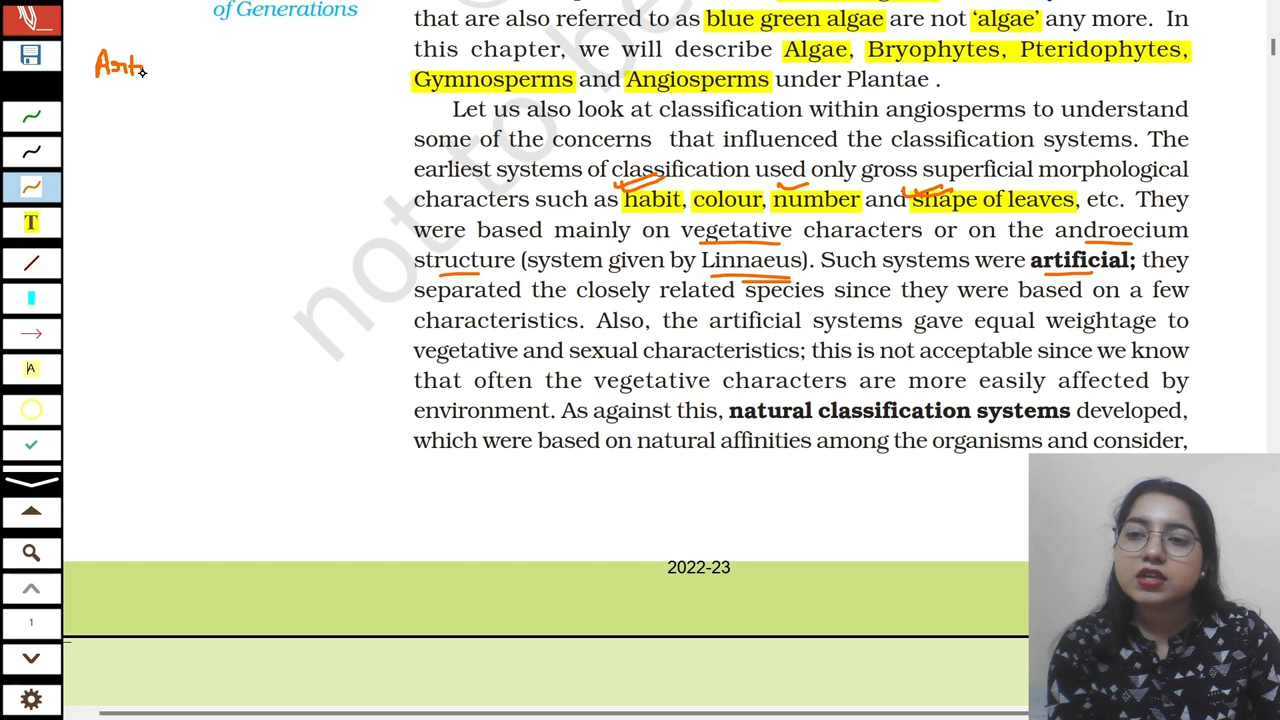 of Generations
that are also referred to as blue green algae are not 'algae' any more. In
this chapter, we will describe Algae, Bryophytes, Pteridophytes,
Gymnosperms and Angiosperms under Plantae .
Let us also look at classification within angiosperms to understand
some of the concerns that influenced the classification systems. The
earliest systems of classification used only gross superficial morphological
characters such as habit, colour, number and shape of leaves, etc. They
were based mainly on vegetative characters or on the androecium
structure (system given by Linnaeus). Such systems were artificial; they
separated the closely related species since they were based on a few
characteristics. Also, the artificial systems gave equal weightage to
vegetative and sexual characteristics; this is not acceptable since we know
that often the vegetative characters are more easily affected by
environment. As against this, natural classification systems developed,
which were based on natural affinities among the organisms and consider,
2022-23
not to be
T
A
1